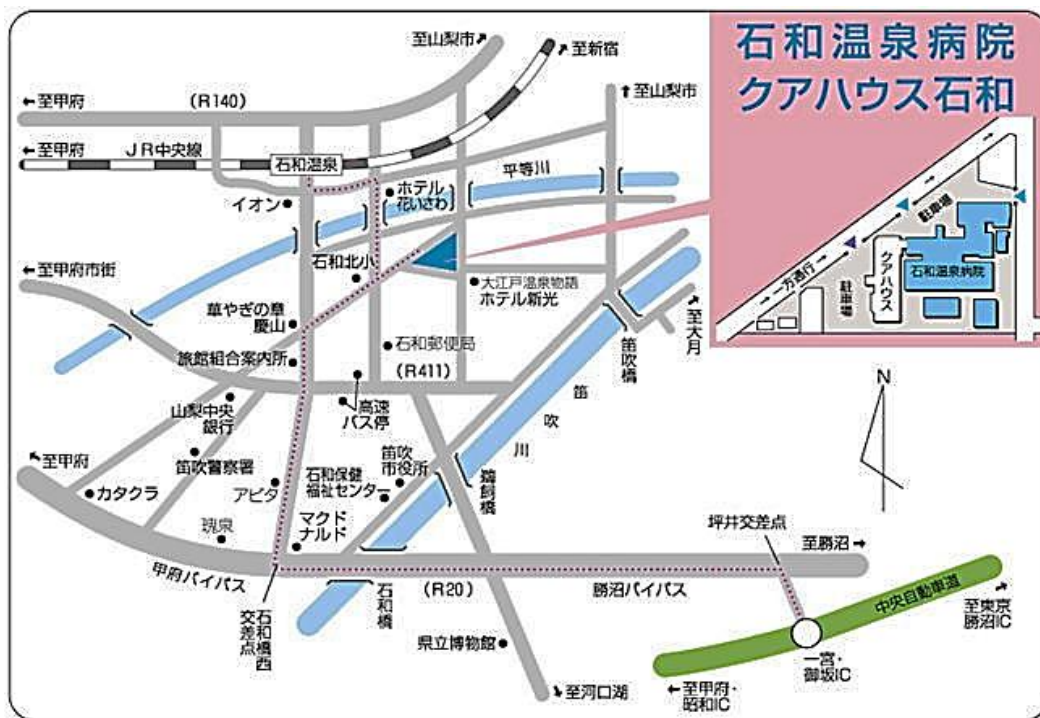 石和温泉病院
クアハウス石和
至山梨市
至新宿
至山梨市
←至甲府
(R140)
←至甲府
JR中央線
石和温泉
平等川
イオン
ホテル
花いさわ
石和北小
←至甲府市街
大江戸温泉物語
ホテル新光
華やぎの章
慶山
旅館組合案内所
石和郵便局
(R411)
笛吹橋
至大月
山梨中央
銀行
高速
バス停
笛吹川
至甲府
笛吹警察署
笛吹
市役所
石和保健
福祉センター
鵜飼橋
カタクラ
アピタ
マクド
ナルド
甲府バイパス
石和橋西
交差点
石和橋
(R20)
勝沼バイパス
坪井交差点
至勝沼→
県立博物館
至河口湖
中央自動車道
至東京
勝沼IC
一宮・
御坂IC
←至甲府・
昭和IC
N
一方通行
駐車場
クアハウス
石和温泉病院
駐車場